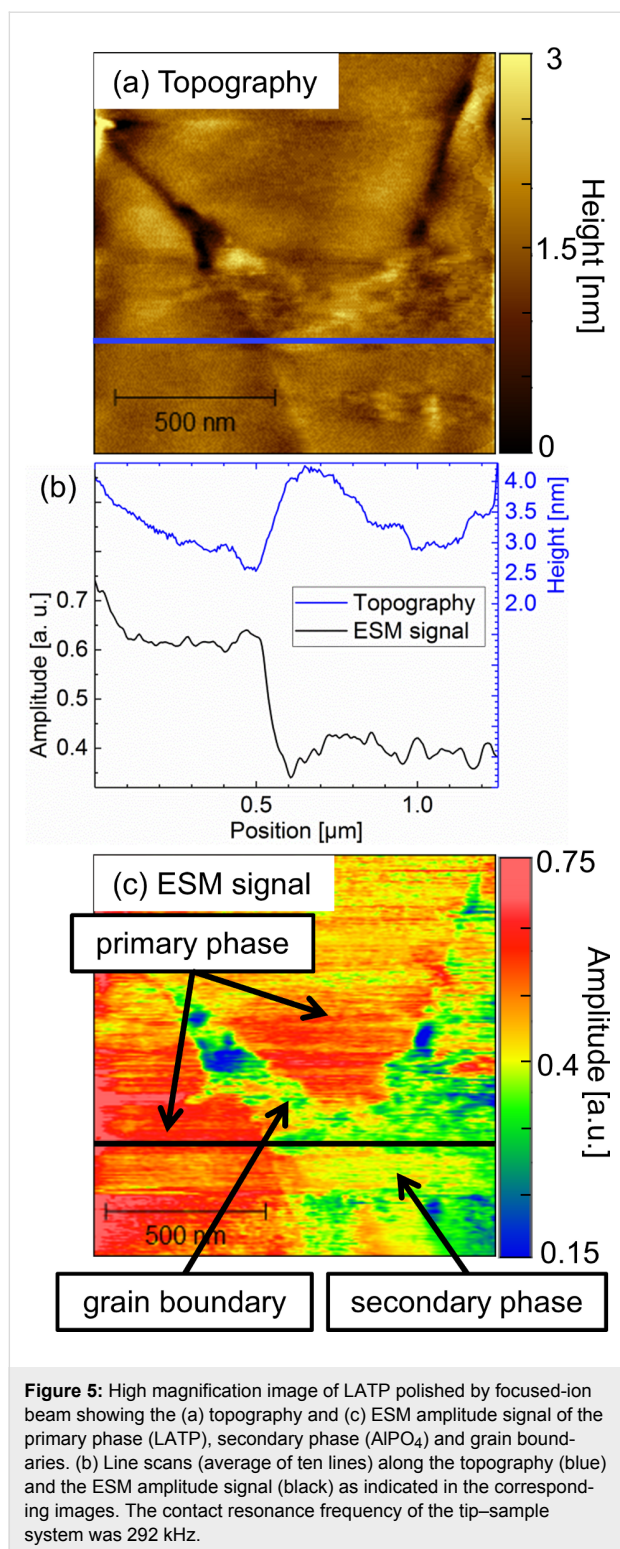 (a) Topography
3
1.5
0
Height [nm]
500 nm
(b)
4.0
3.5
3.0
2.5
2.0
Height [nm]
0.7
0.6
0.5
0.4
Amplitude [a. u.]
Topography
ESM signal
0.5
1.0
Position [µm]
(c) ESM signal
0.75
0.4
0.15
Amplitude [a.u.]
primary phase
500 nm
grain boundary
secondary phase
Figure 5: High magnification image of LATP polished by focused-ion
beam showing the (a) topography and (c) ESM amplitude signal of the
primary phase (LATP), secondary phase (AlPO₄) and grain bound-
aries. (b) Line scans (average of ten lines) along the topography (blue)
and the ESM amplitude signal (black) as indicated in the correspond-
ing images. The contact resonance frequency of the tip–sample
system was 292 kHz.